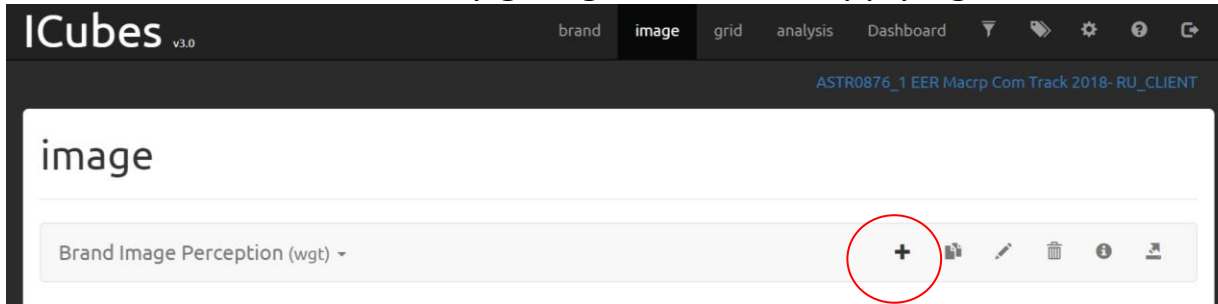 ICubes v3.0
brand image grid analysis Dashboard
ASTR0876_1 EER Macrp Com Track 2018- RU_CLIENT
image
Brand Image Perception (wgt)